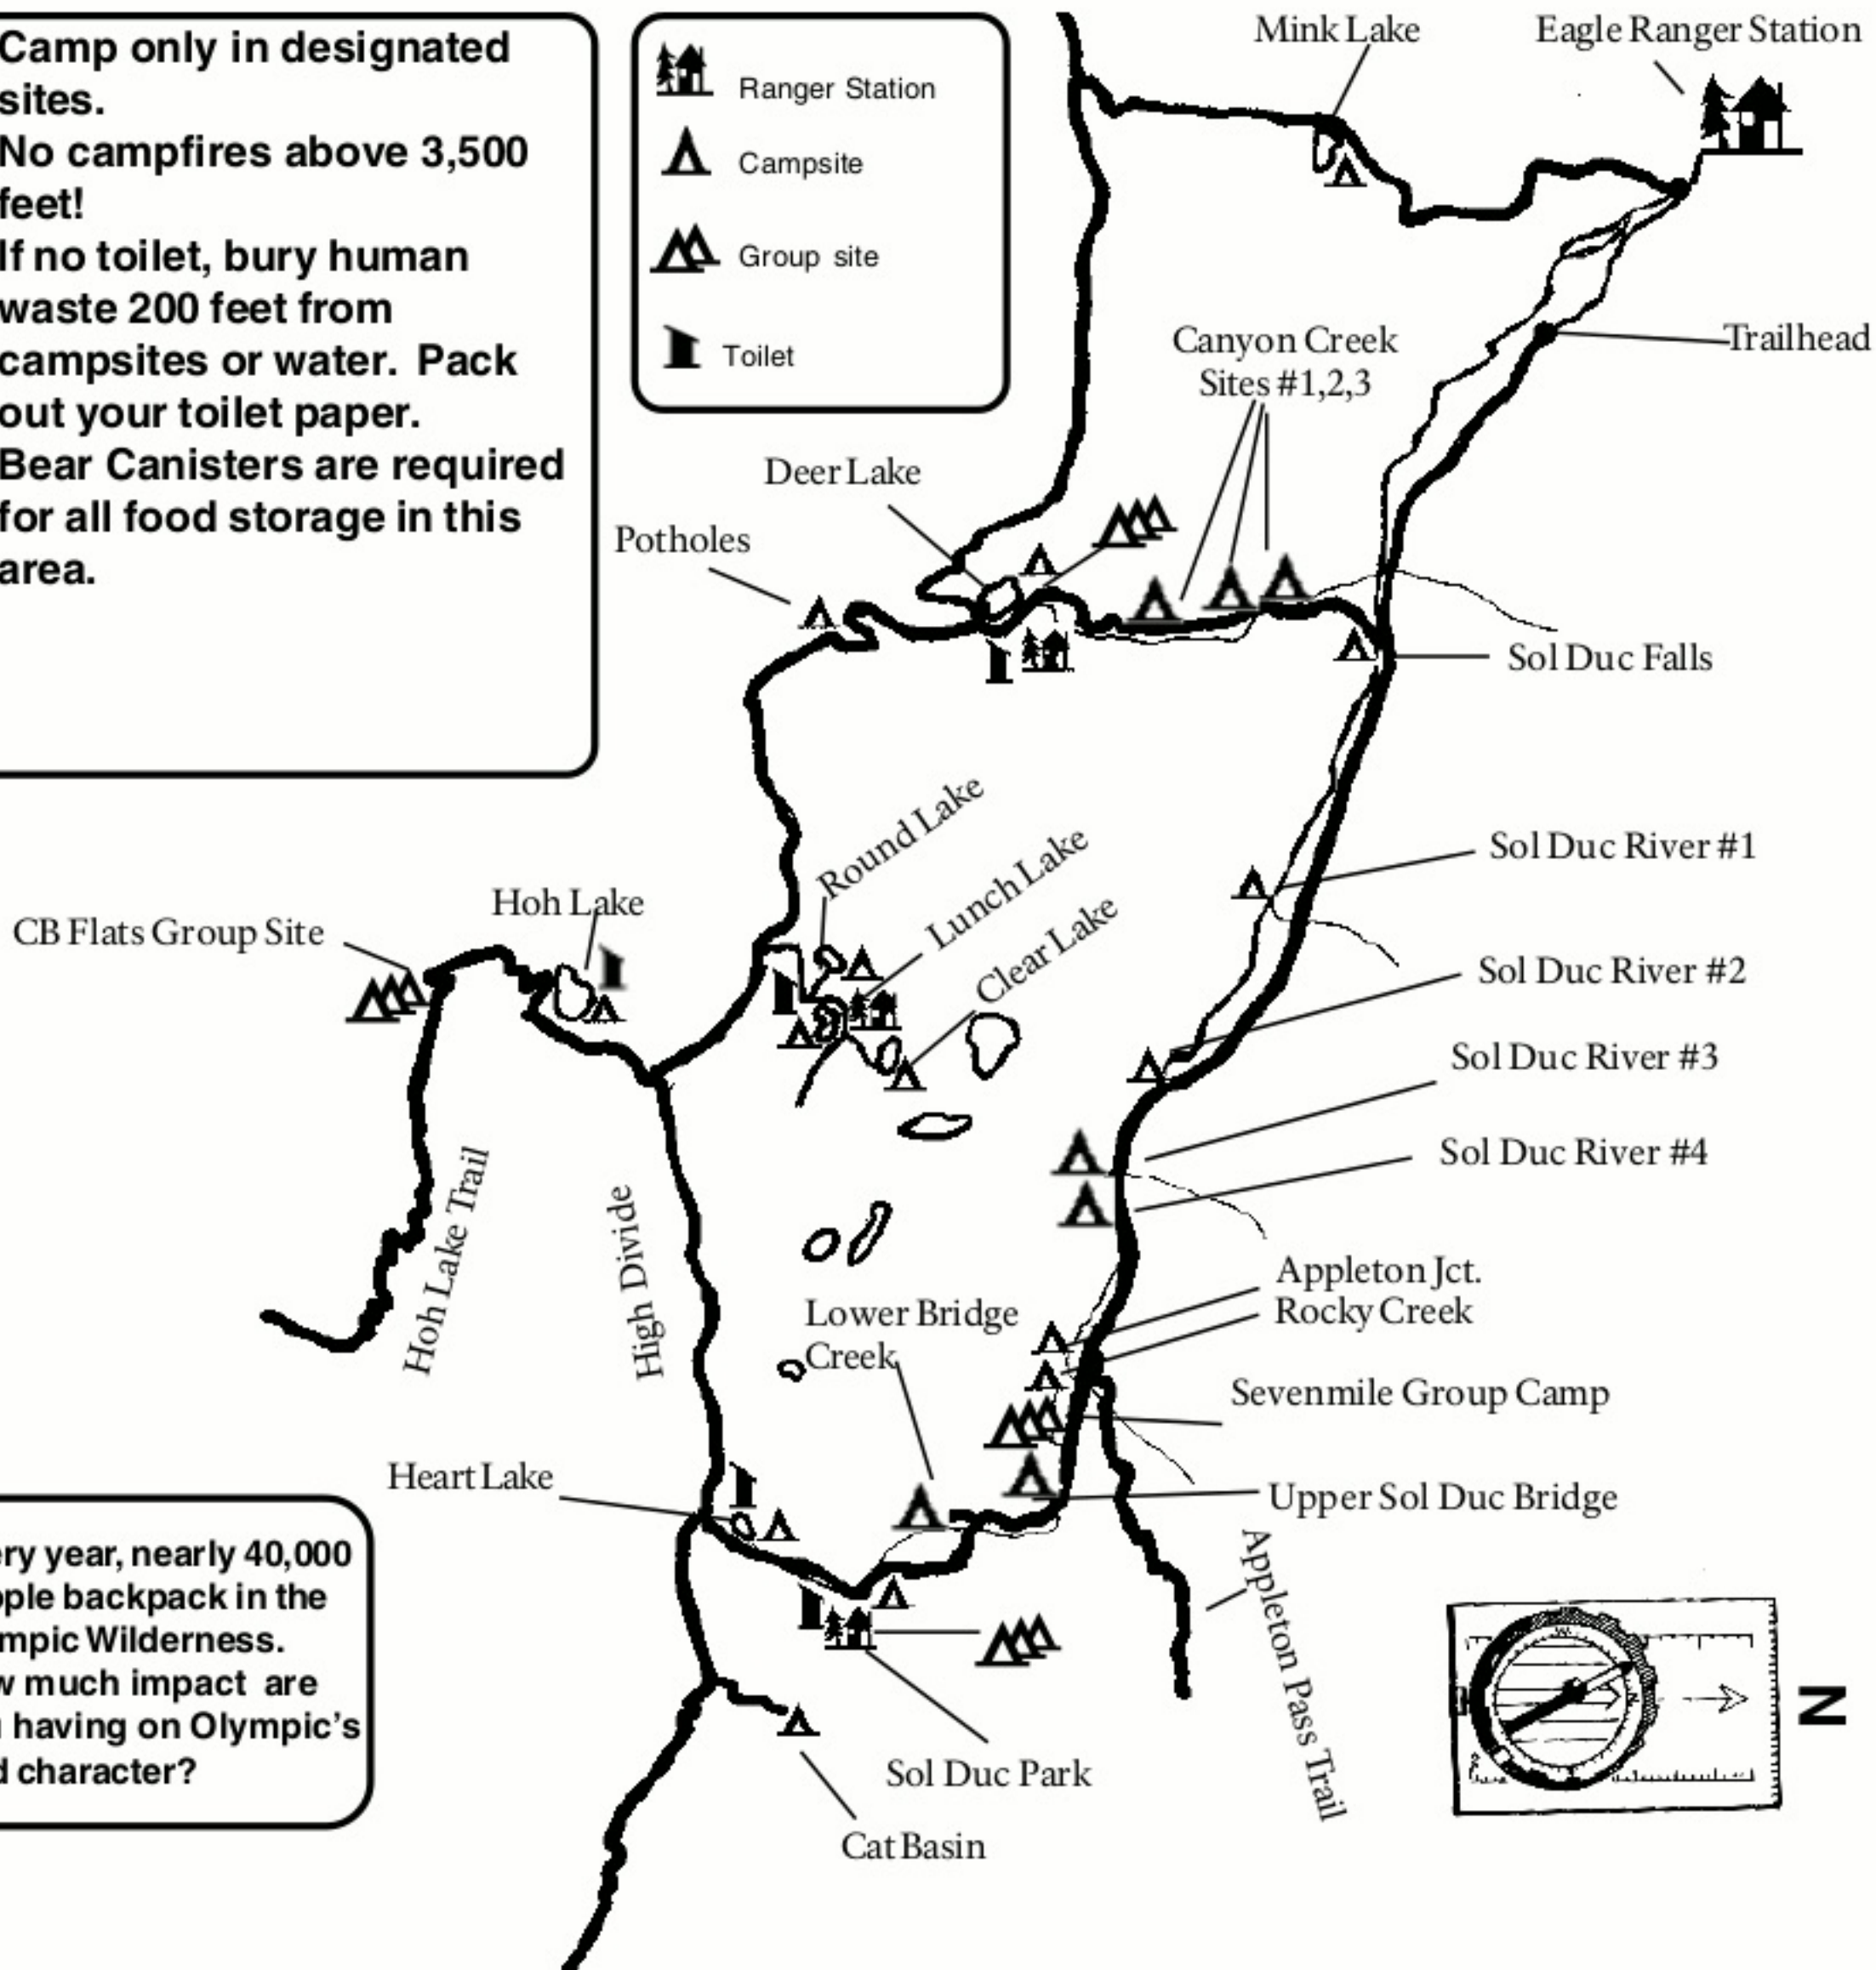 Camp only in designated
sites.
No campfires above 3,500
feet!
If no toilet, bury human
waste 200 feet from
campsites or water. Pack
out your toilet paper.
Bear Canisters are required
for all food storage in this
area.
Ranger Station
Campsite
Group site
Toilet
Mink Lake
Eagle Ranger Station
Trailhead
Canyon Creek
Sites #1,2,3
Deer Lake
Potholes
Sol Duc Falls
Round Lake
Lunch Lake
Clear Lake
Sol Duc River #1
Hoh Lake
CB Flats Group Site
Sol Duc River #2
Sol Duc River #3
Sol Duc River #4
Hoh Lake Trail
High Divide
Appleton Jct.
Rocky Creek
Lower Bridge
Creek
Sevenmile Group Camp
Heart Lake
Upper Sol Duc Bridge
Appleton Pass Trail
Sol Duc Park
Cat Basin
ery year, nearly 40,000
ople backpack in the
mpic Wilderness.
w much impact are
having on Olympic's
d character?
N